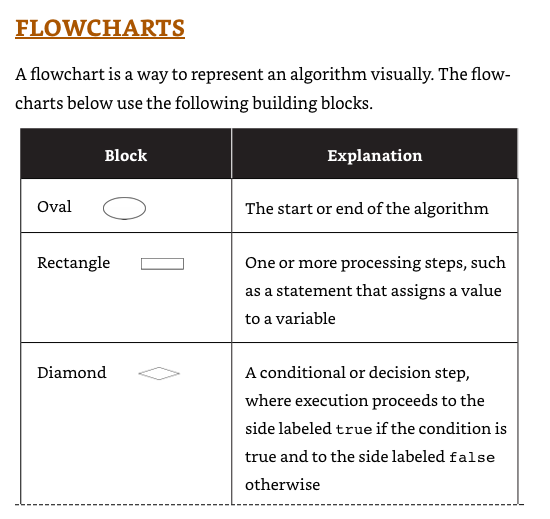 FLOWCHARTS
A flowchart is a way to represent an algorithm visually. The flow-
charts below use the following building blocks.
Block Explanation
Oval The start or end of the algorithm
Rectangle One or more processing steps, such
as a statement that assigns a value
to a variable
Diamond A conditional or decision step,
where execution proceeds to the
side labeled true if the condition is
true and to the side labeled false
otherwise